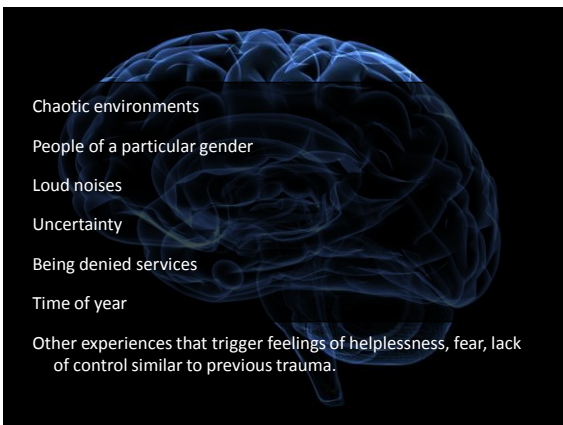 Chaotic environments
People of a particular gender
Loud noises
Uncertainty
Being denied services
Time of year
Other experiences that trigger feelings of helplessness, fear, lack
of control similar to previous trauma.